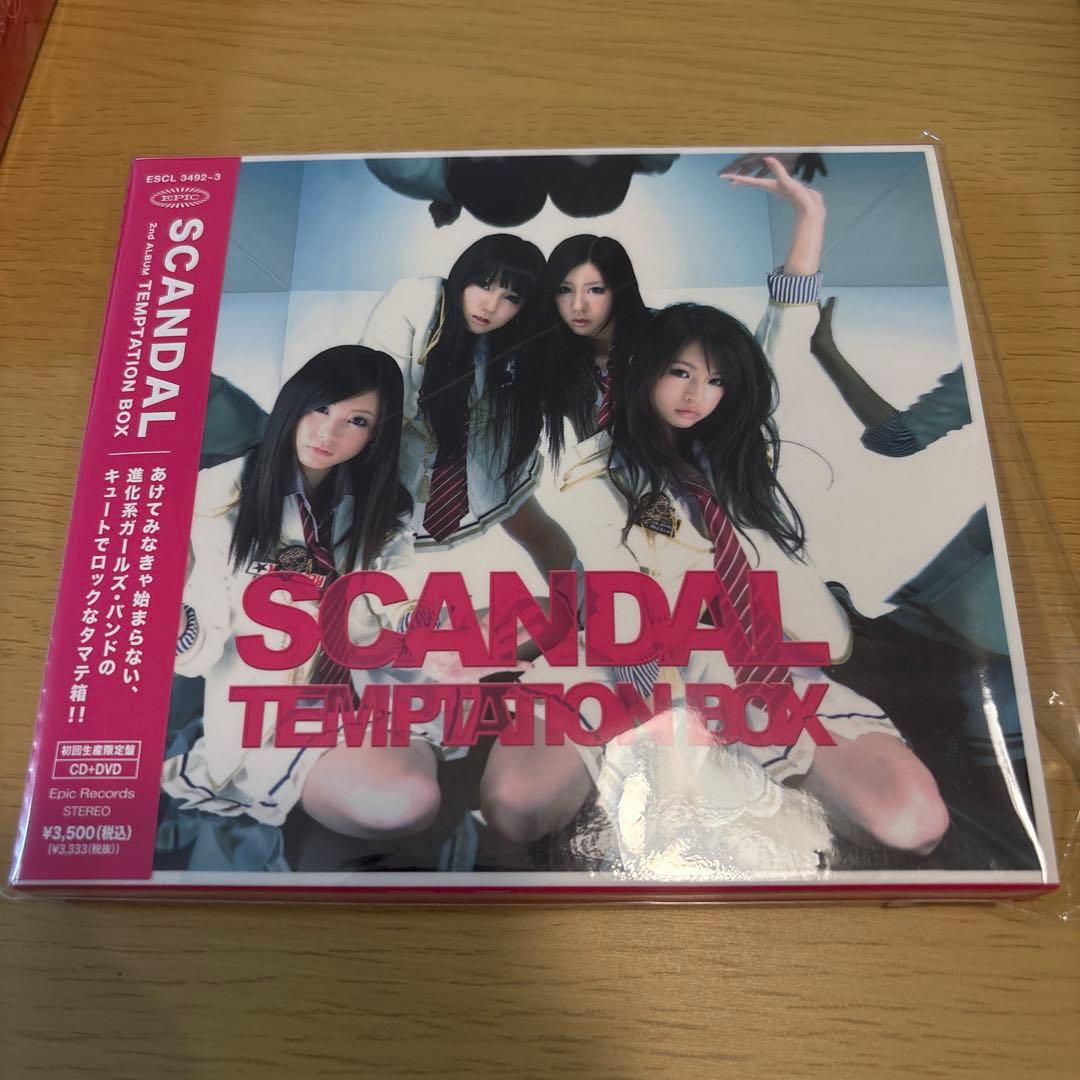 ESCL 3492~3
EPIC
SCANDAL
2nd ALBUM TEMPTATION BOX
あけてみなきゃ始まらない、
進化系ガールズ・バンドの
キュートでロックなタマテ箱!!
初回生産限定盤
CD+DVD
Epic Records
STEREO
¥3,500(税込)
(¥3,333(税抜))
SCANDAL
TEMPTATION BOX